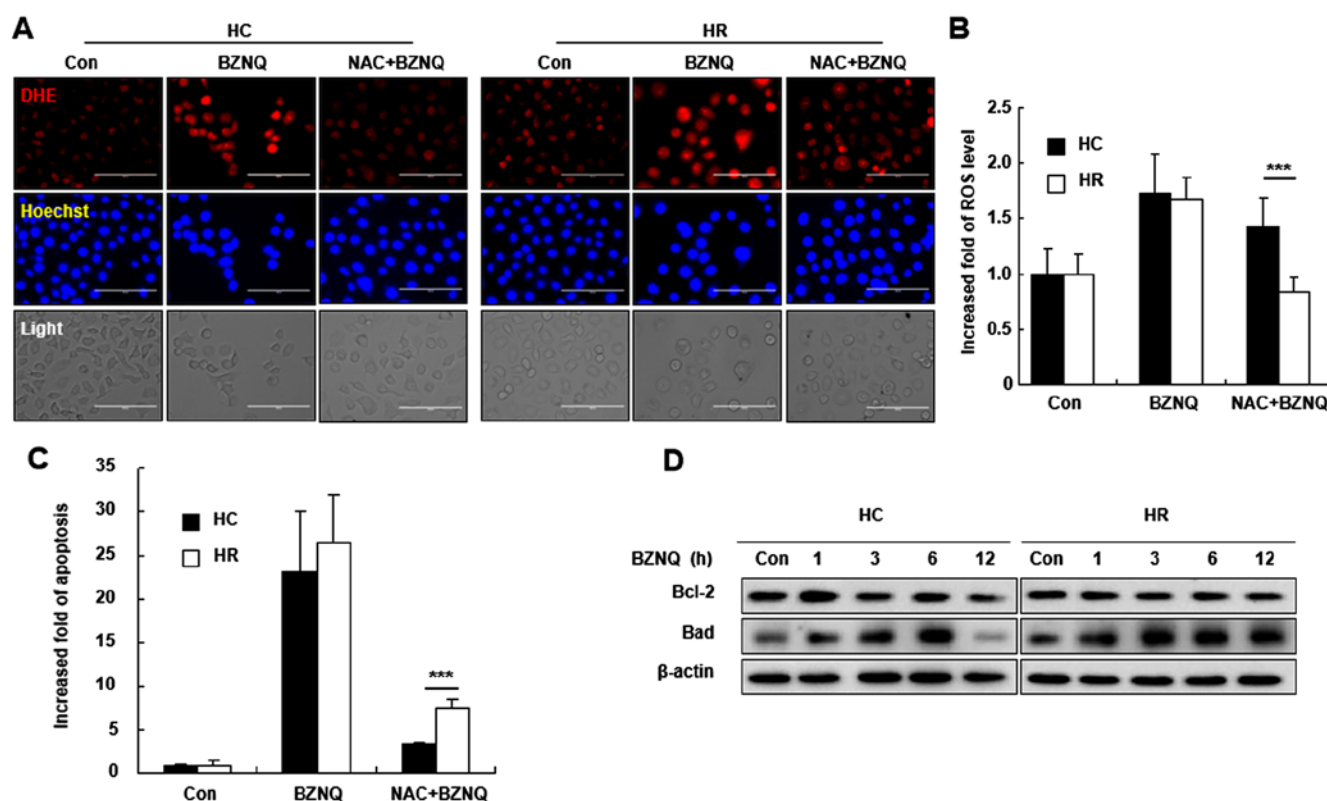 A
HC
HR
Con
BZNQ
NAC+BZNQ
Con
BZNQ
NAC+BZNQ
DHE
Hoechst
Light
B
Increased fold of ROS level
2.5
2.0
1.5
1.0
0.5
0
HC
HR
***
Con
BZNQ
NAC+BZNQ
C
Increased fold of apoptosis
35
30
25
20
15
10
5
0
HC
HR
***
Con
BZNQ
NAC+BZNQ
D
HC
HR
BZNQ (h)
Con
1
3
6
12
Con
1
3
6
12
Bcl-2
Bad
β-actin